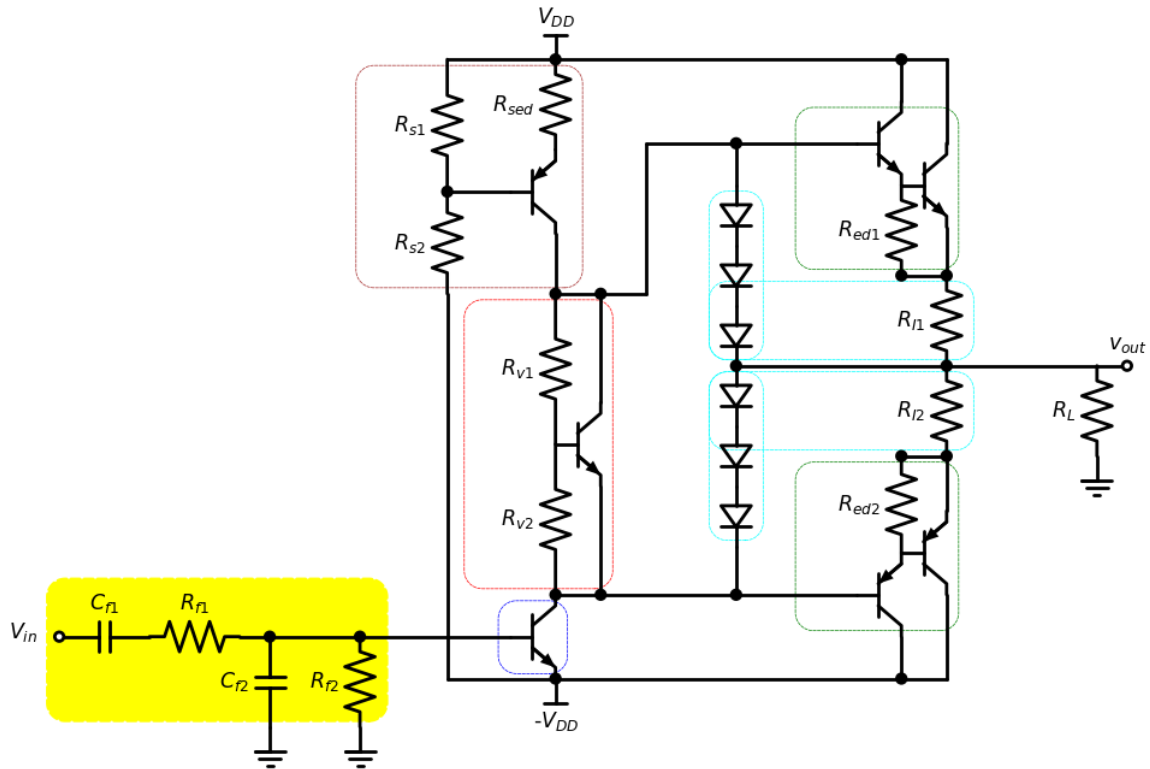 V_DD
R_sed
R_s1
R_s2
R_ed1
R_l1
v_out
R_v1
R_L
R_l2
R_v2
R_ed2
C_f1
R_f1
V_in
C_f2
R_f2
-V_DD